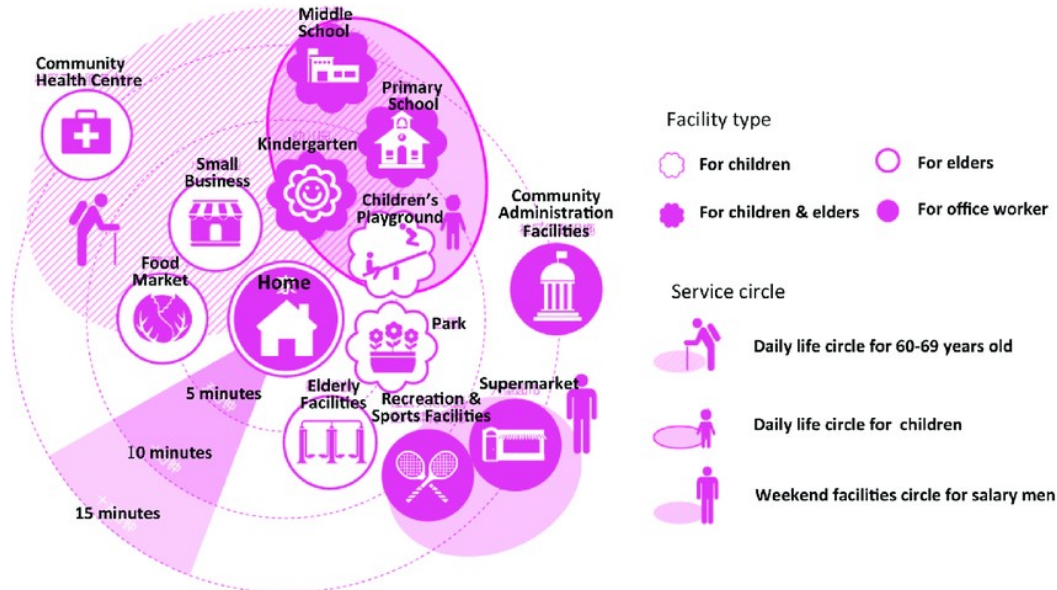 Middle
School
Community
Health Centre
Primary
School
Kindergarten
Small
Business
Children's
Playground
Community
Administration
Facilities
Food
Market
Home
Park
5 minutes
Elderly
Facilities
Recreation &
Sports Facilities
Supermarket
10 minutes
15 minutes
Facility type
For children
For elders
For children & elders
For office worker
Service circle
Daily life circle for 60-69 years old
Daily life circle for children
Weekend facilities circle for salary men